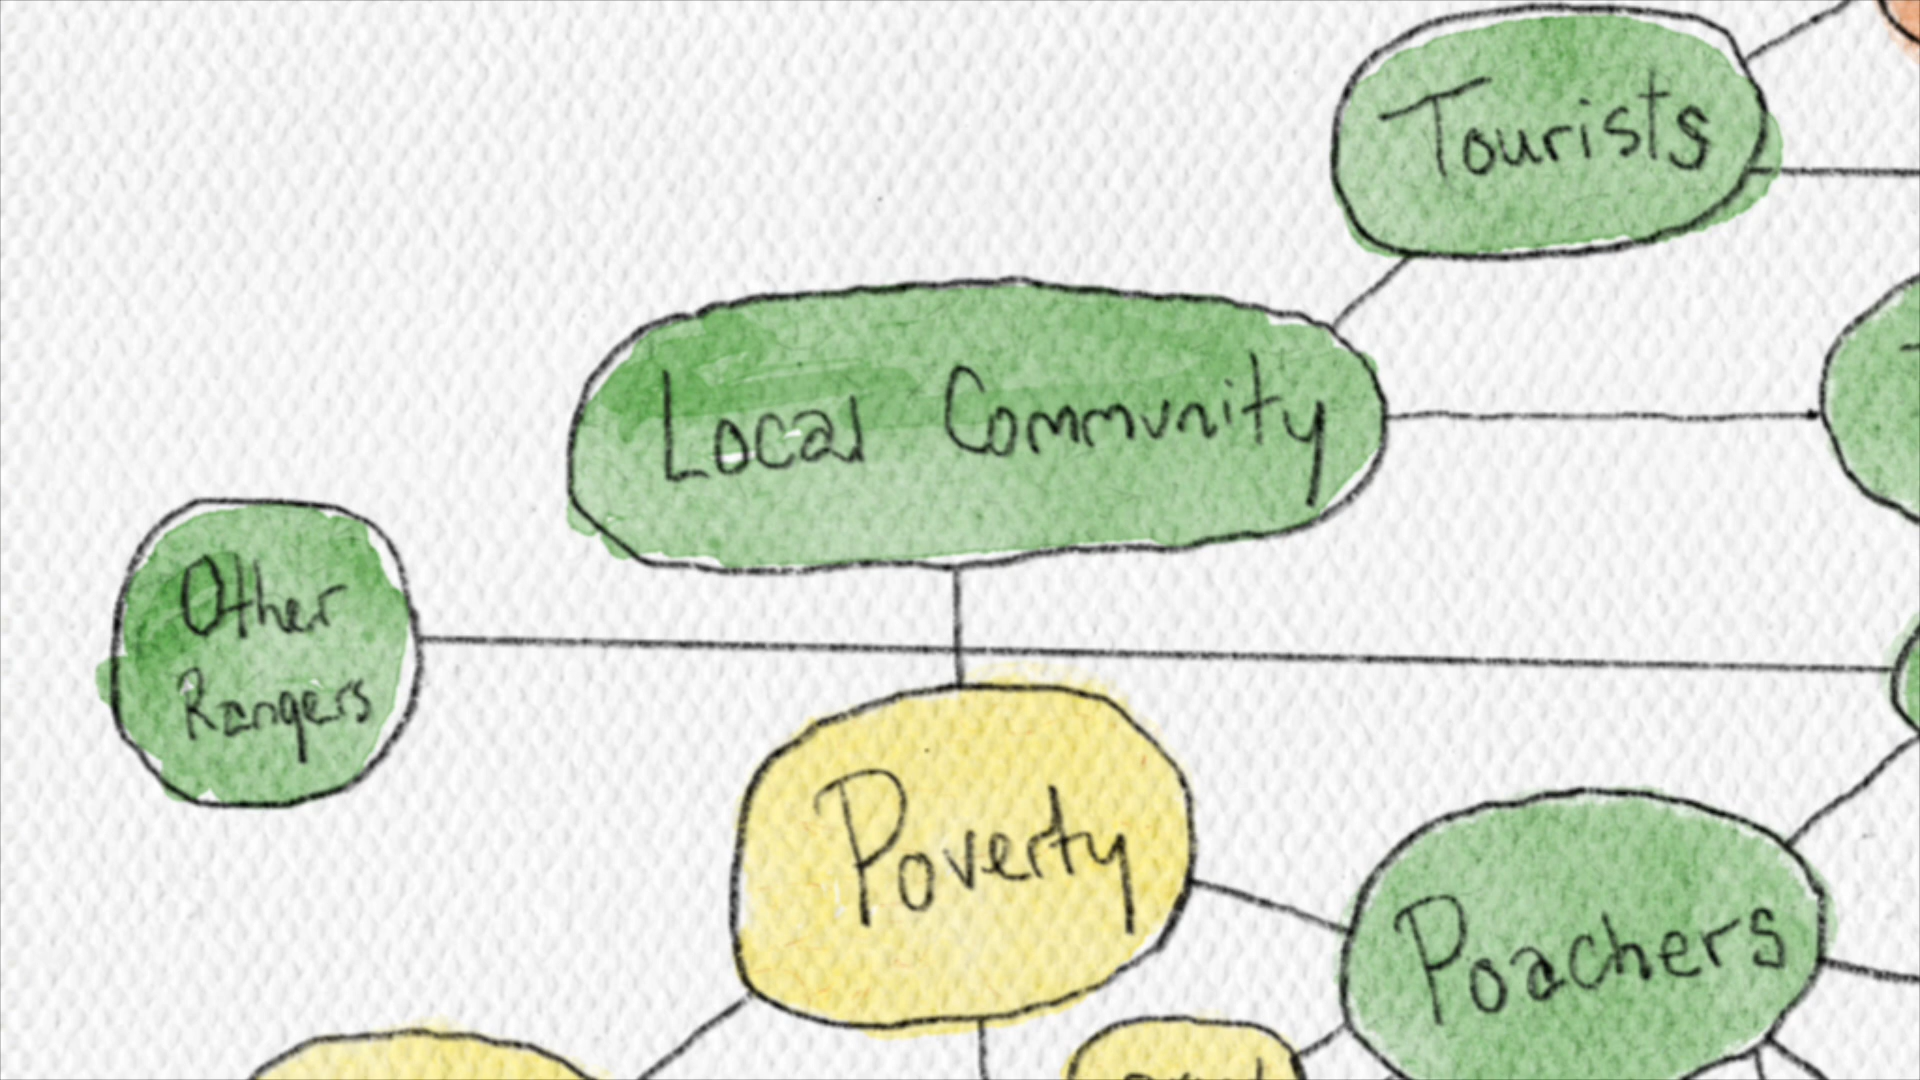 Tourists
Local Community
Other
Rangers
Poverty
Poachers